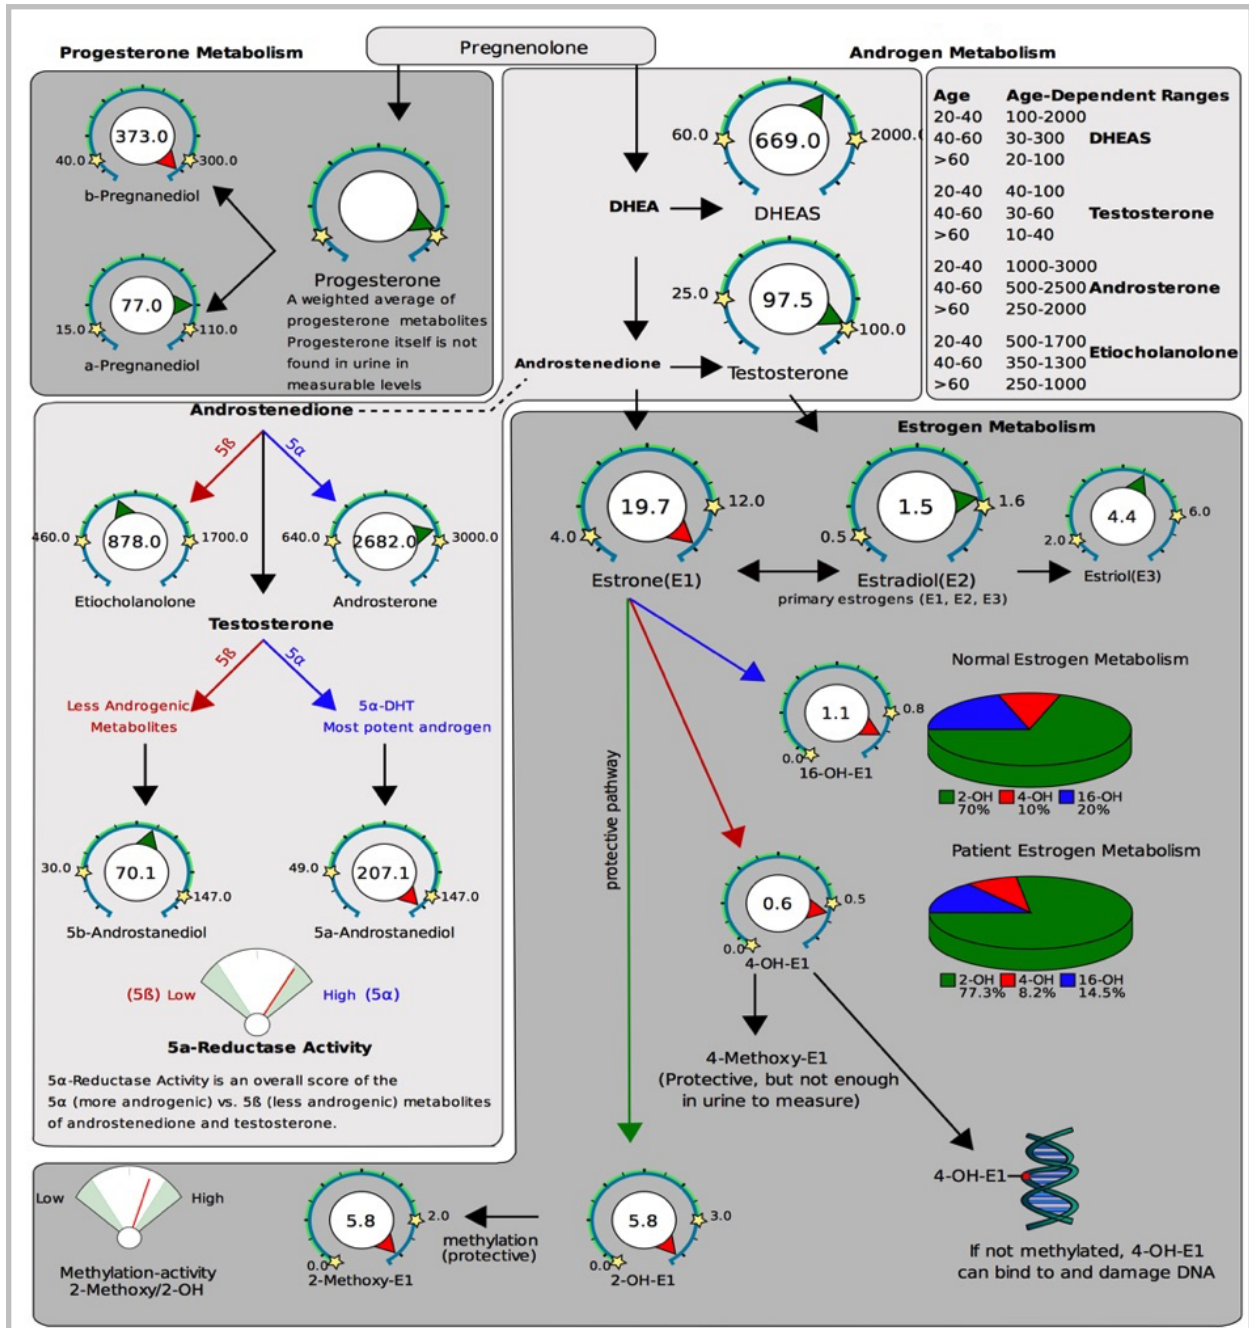 Progesterone Metabolism
Pregnenolone
Androgen Metabolism
373.0
40.0
300.0
b-Pregnanediol
77.0
15.0
110.0
a-Pregnanediol
Progesterone
A weighted average of
progesterone metabolites
Progesterone itself is not
found in urine in
measurable levels
DHEA
669.0
60.0
2000.0
DHEAS
97.5
25.0
100.0
Testosterone
Androstenedione
Age Age-Dependent Ranges
20-40 100-2000
40-60 30-300 DHEAS
>60 20-100
20-40 40-100
40-60 30-60 Testosterone
>60 10-40
20-40 1000-3000
40-60 500-2500 Androsterone
>60 250-2000
20-40 500-1700
40-60 350-1300 Etiocholanolone
>60 250-1000
Androstenedione
5ß
5α
878.0
460.0
1700.0
Etiocholanolone
2682.0
640.0
3000.0
Androsterone
Testosterone
5ß
5α
Less Androgenic
Metabolites
5α-DHT
Most potent androgen
70.1
30.0
147.0
5b-Androstanediol
207.1
49.0
147.0
5a-Androstanediol
(5ß) Low
High (5α)
5a-Reductase Activity
5α-Reductase Activity is an overall score of the
5α (more androgenic) vs. 5ß (less androgenic) metabolites
of androstenedione and testosterone.
Estrogen Metabolism
19.7
4.0
12.0
Estrone(E1)
1.5
0.5
1.6
Estradiol(E2)
4.4
2.0
6.0
Estriol(E3)
primary estrogens (E1, E2, E3)
protective pathway
1.1
0.0
0.8
16-OH-E1
Normal Estrogen Metabolism
2-OH 4-OH 16-OH
70% 10% 20%
0.6
0.0
0.5
4-OH-E1
Patient Estrogen Metabolism
2-OH 4-OH 16-OH
77.3% 8.2% 14.5%
4-Methoxy-E1
(Protective, but not enough
in urine to measure)
4-OH-E1
If not methylated, 4-OH-E1
can bind to and damage DNA
Low
High
Methylation-activity
2-Methoxy/2-OH
5.8
0.0
2.0
2-Methoxy-E1
methylation
(protective)
5.8
0.0
3.0
2-OH-E1